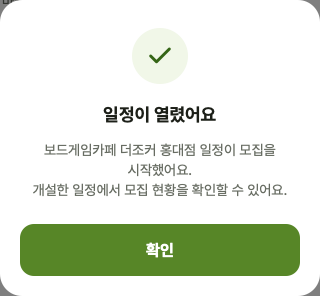 일정이 열렸어요
보드게임카페 더조커 홍대점 일정이 모집을
시작했어요.
개설한 일정에서 모집 현황을 확인할 수 있어요.
확인